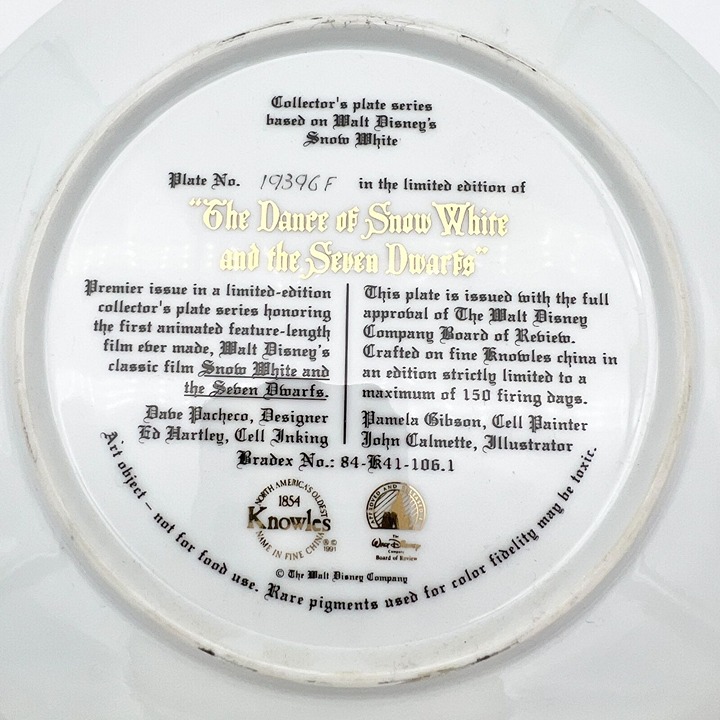 Collector's plate series
based on Walt Disney's
Snow White
Plate No. 19396F in the limited edition of
"The Dance of Snow White
and the Seven Dwarfs"
Premier issue in a limited-edition
collector's plate series honoring
the first animated feature-length
film ever made, Walt Disney's
classic film Snow White and
the Seven Dwarfs.
Dave Pacheco, Designer
Ed Hartley, Cell Inking
This plate is issued with the full
approval of The Walt Disney
Company Board of Review.
Crafted on fine Knowles china in
an edition strictly limited to a
maximum of 150 firing days.
Pamela Gibson, Cell Painter
John Calmette, Illustrator
Bradex No.: 84-K41-106.1
NORTH AMERICA'S OLDEST
1854
Knowles
NAME IN FINE CHINA
® ©
1991
APPROVED AND
The
Walt Disney
Company
Board of Review
© The Walt Disney Company
Art object – not for food use. Rare pigments used for color fidelity may be toxic.